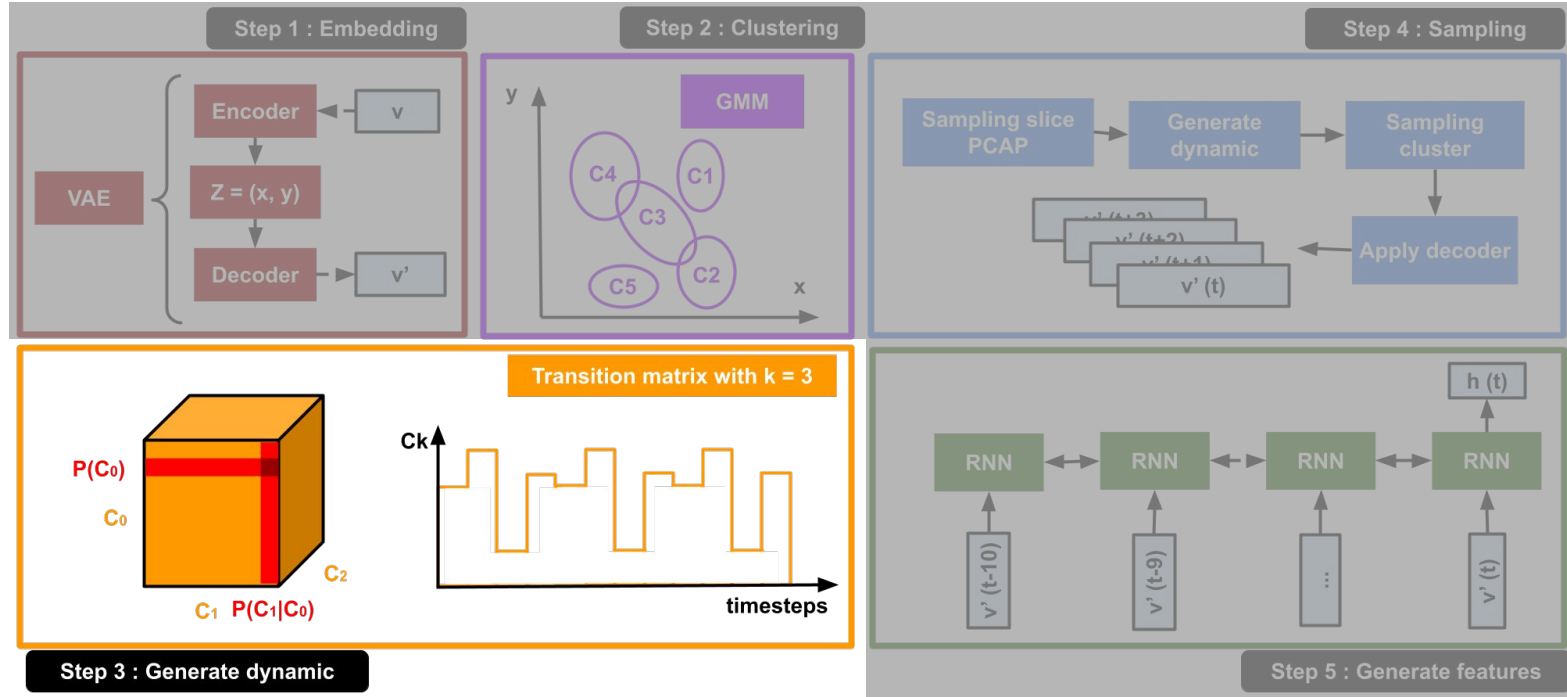 Step 1 : Embedding
VAE
Encoder
v
Z = (x, y)
Decoder
v'
Step 2 : Clustering
y
GMM
C4
C1
C3
C2
C5
x
Step 4 : Sampling
Sampling slice
PCAP
Generate
dynamic
Sampling
cluster
Apply decoder
v' (t+2)
v' (t+1)
v' (t)
Transition matrix with k = 3
P(C₀)
C₀
C₁
P(C₁|C₀)
C₂
Ck
timesteps
Step 3 : Generate dynamic
h (t)
RNN
RNN
RNN
RNN
v' (t-10)
v' (t-9)
...
v' (t)
Step 5 : Generate features